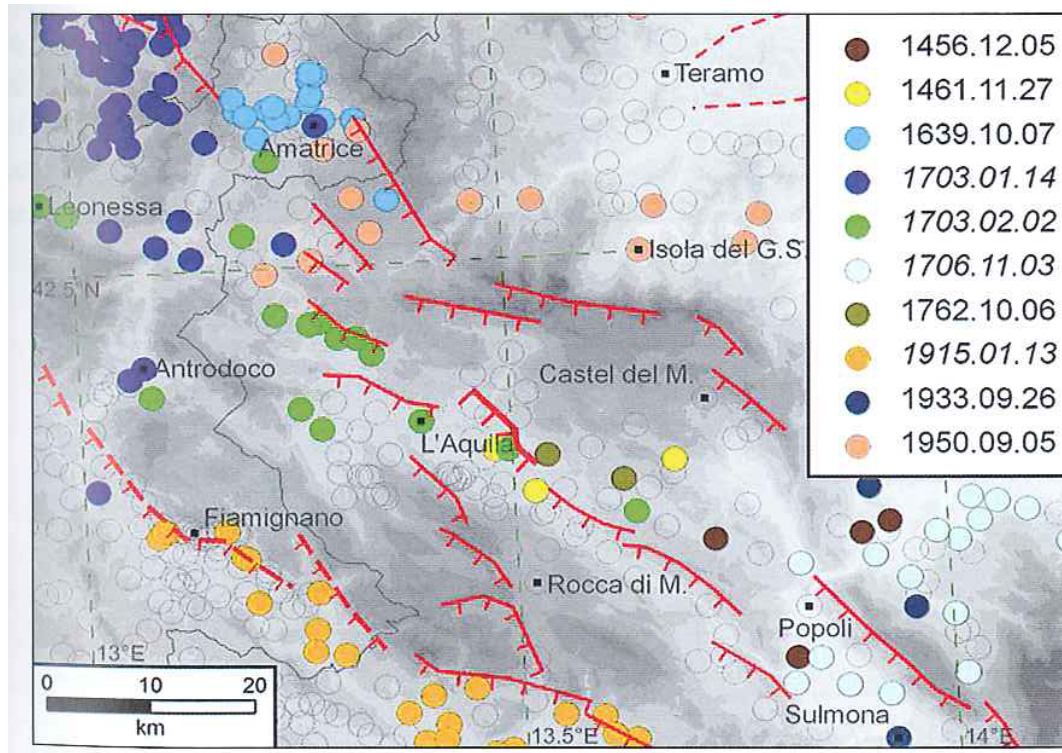 Teramo
Amatrice
Leonessa
Isola del G.S.
42.5°N
Antrodoco
Castel del M.
L'Aquila
Fiamignano
Rocca di M.
Popoli
13°E
Sulmona
13.5°E
14°E
0 10 20
km
1456.12.05
1461.11.27
1639.10.07
1703.01.14
1703.02.02
1706.11.03
1762.10.06
1915.01.13
1933.09.26
1950.09.05